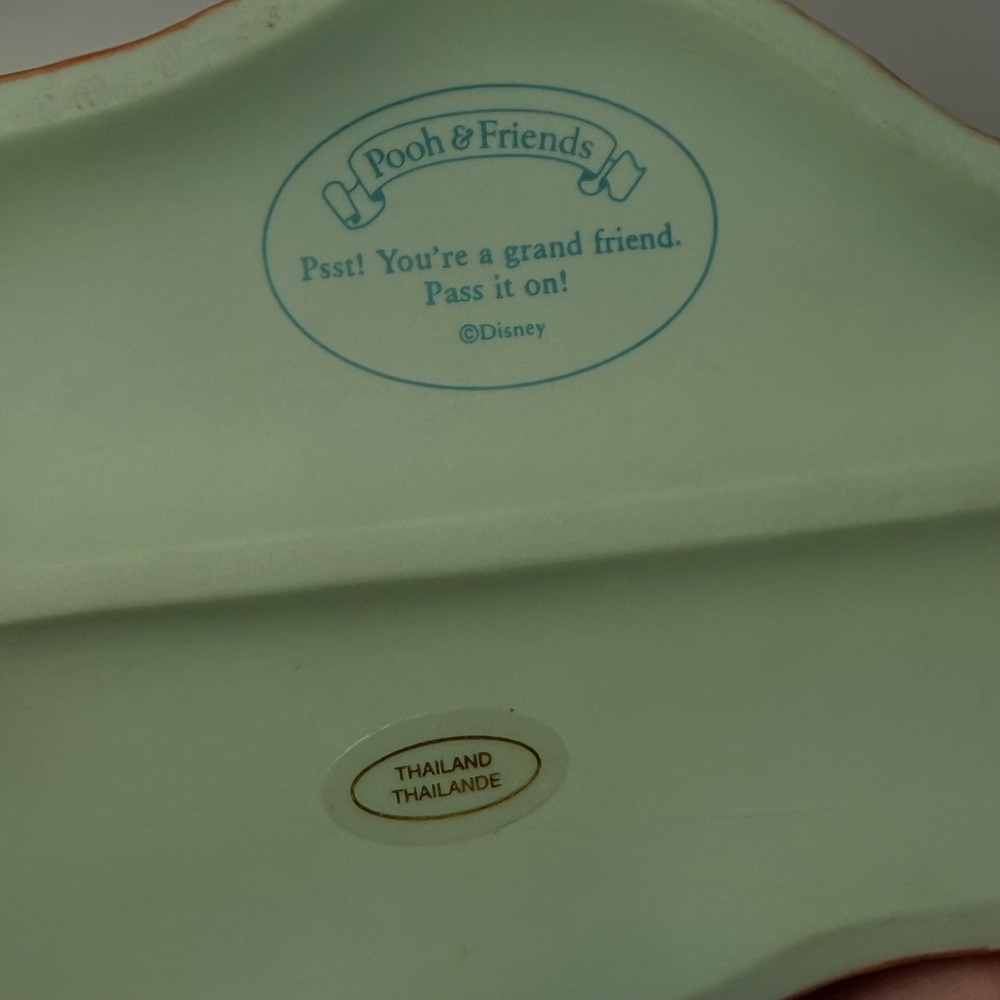 Pooh & Friends
Psst! You're a grand friend.
Pass it on!
©Disney
THAILAND
THAILANDE